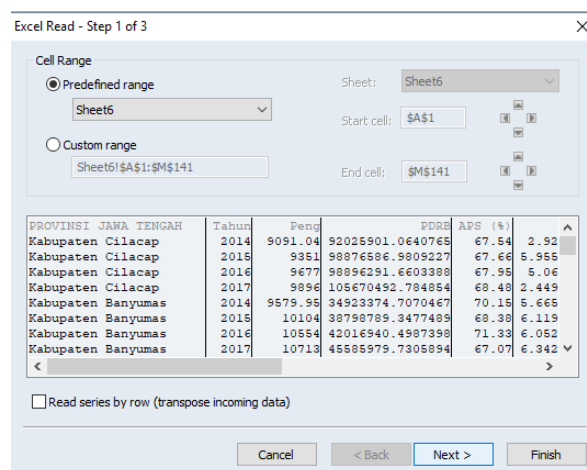 Excel Read - Step 1 of 3
Cell Range
Predefined range
Sheet6
Custom range
Sheet6!$A$1:$M$141
Sheet: Sheet6
Start cell: $A$1
End cell: $M$141
PROVINSI JAWA TENGAH Tahun Peng PDRB APS (%)
Kabupaten Cilacap 2014 9091.04 92025901.0640765 67.54 2.92
Kabupaten Cilacap 2015 9351 98876586.9809227 67.66 5.955
Kabupaten Cilacap 2016 9677 98896291.6603388 67.95 5.06
Kabupaten Cilacap 2017 9896 105670492.784854 68.48 2.449
Kabupaten Banyumas 2014 9579.95 34923374.7070467 70.15 5.665
Kabupaten Banyumas 2015 10104 38798789.3477489 68.38 6.119
Kabupaten Banyumas 2016 10554 42016940.4987398 71.33 6.052
Kabupaten Banyumas 2017 10713 45585979.7305894 67.07 6.342
Read series by row (transpose incoming data)
Cancel < Back Next > Finish